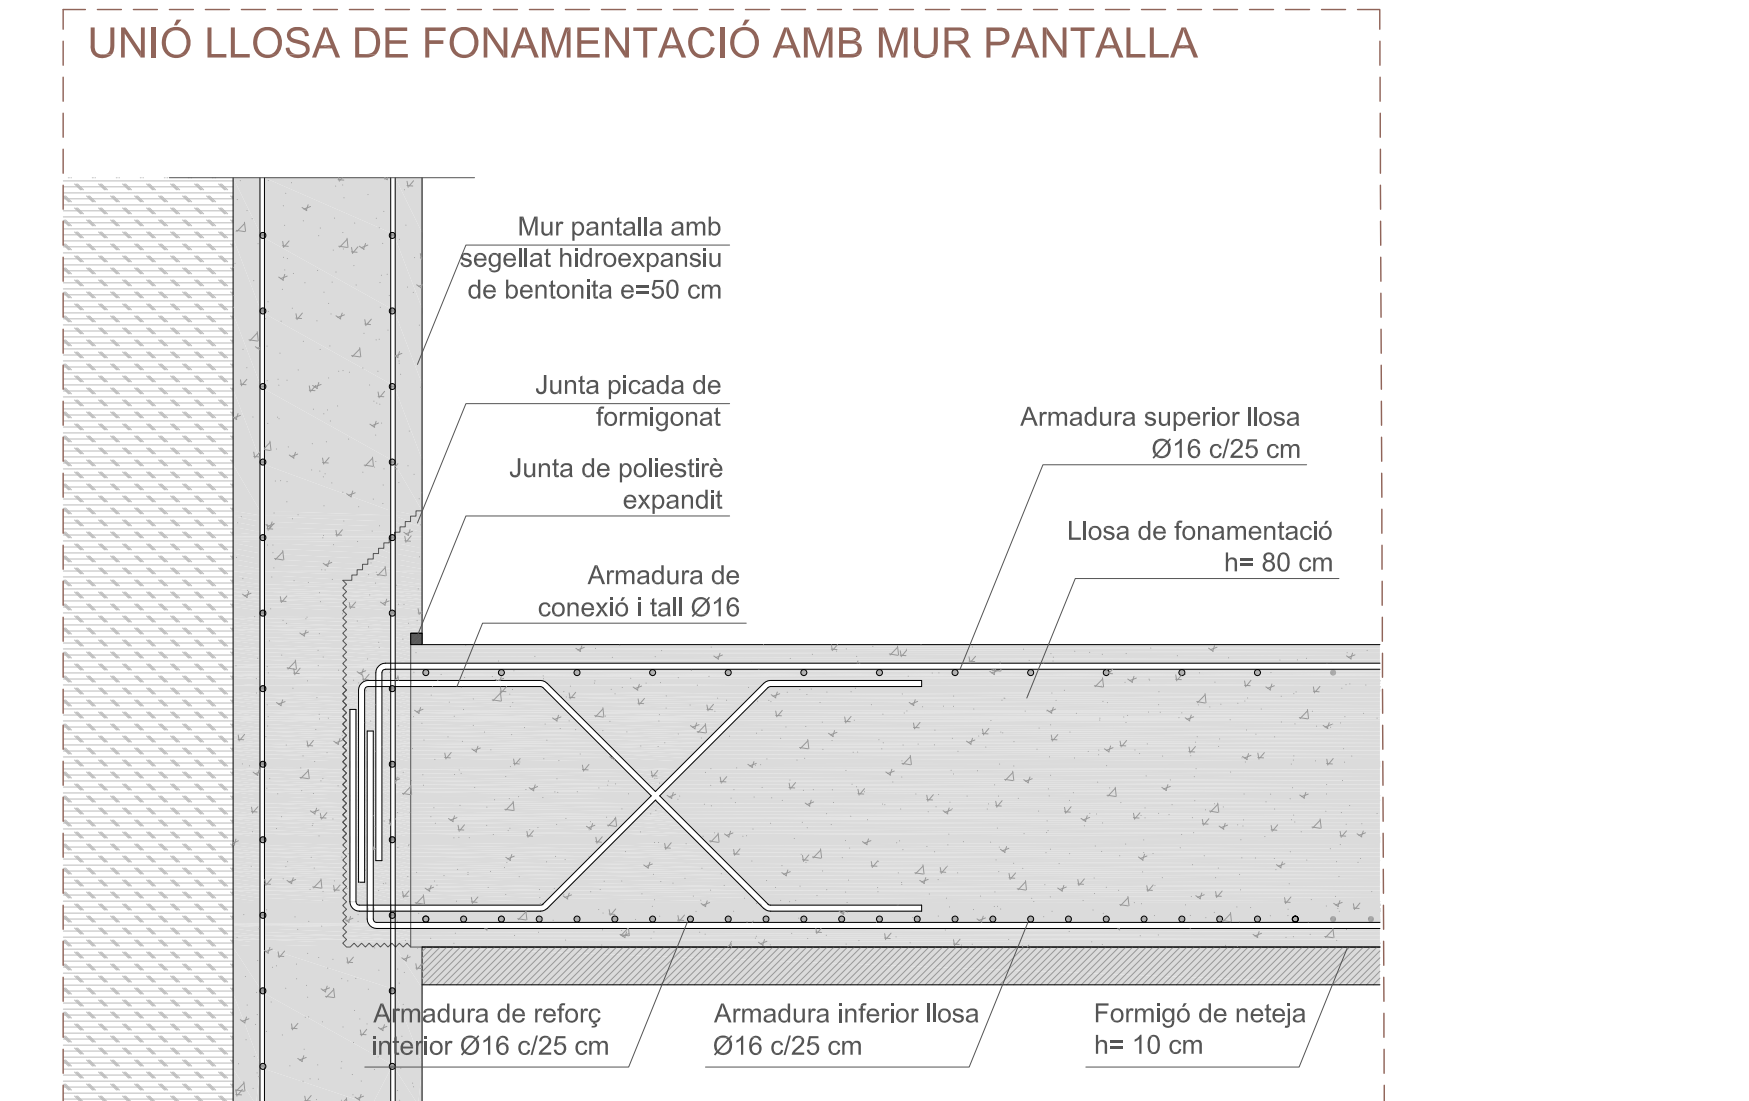 UNIÓ LLOSA DE FONAMENTACIÓ AMB MUR PANTALLA
Mur pantalla amb
segellat hidroexpansiu
de bentonita e=50 cm
Junta picada de
formigonat
Junta de poliestirè
expandit
Armadura de
conexió i tall Ø16
Armadura superior llosa
Ø16 c/25 cm
Llosa de fonamentació
h= 80 cm
Armadura de reforç
interior Ø16 c/25 cm
Armadura inferior llosa
Ø16 c/25 cm
Formigó de neteja
h= 10 cm